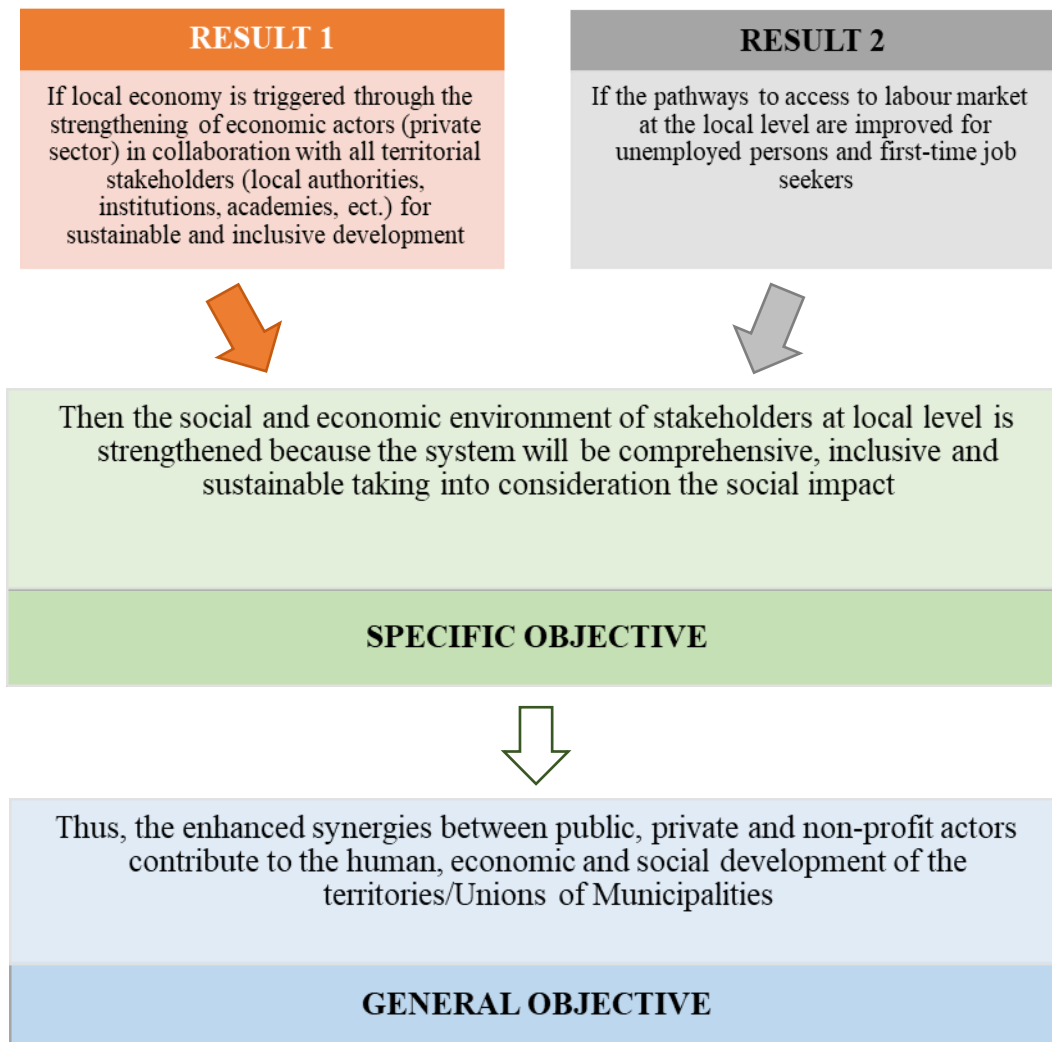 RESULT 1
If local economy is triggered through the
strengthening of economic actors (private
sector) in collaboration with all territorial
stakeholders (local authorities,
institutions, academies, ect.) for
sustainable and inclusive development
RESULT 2
If the pathways to access to labour market
at the local level are improved for
unemployed persons and first-time job
seekers
Then the social and economic environment of stakeholders at local level is
strengthened because the system will be comprehensive, inclusive and
sustainable taking into consideration the social impact
SPECIFIC OBJECTIVE
Thus, the enhanced synergies between public, private and non-profit actors
contribute to the human, economic and social development of the
territories/Unions of Municipalities
GENERAL OBJECTIVE